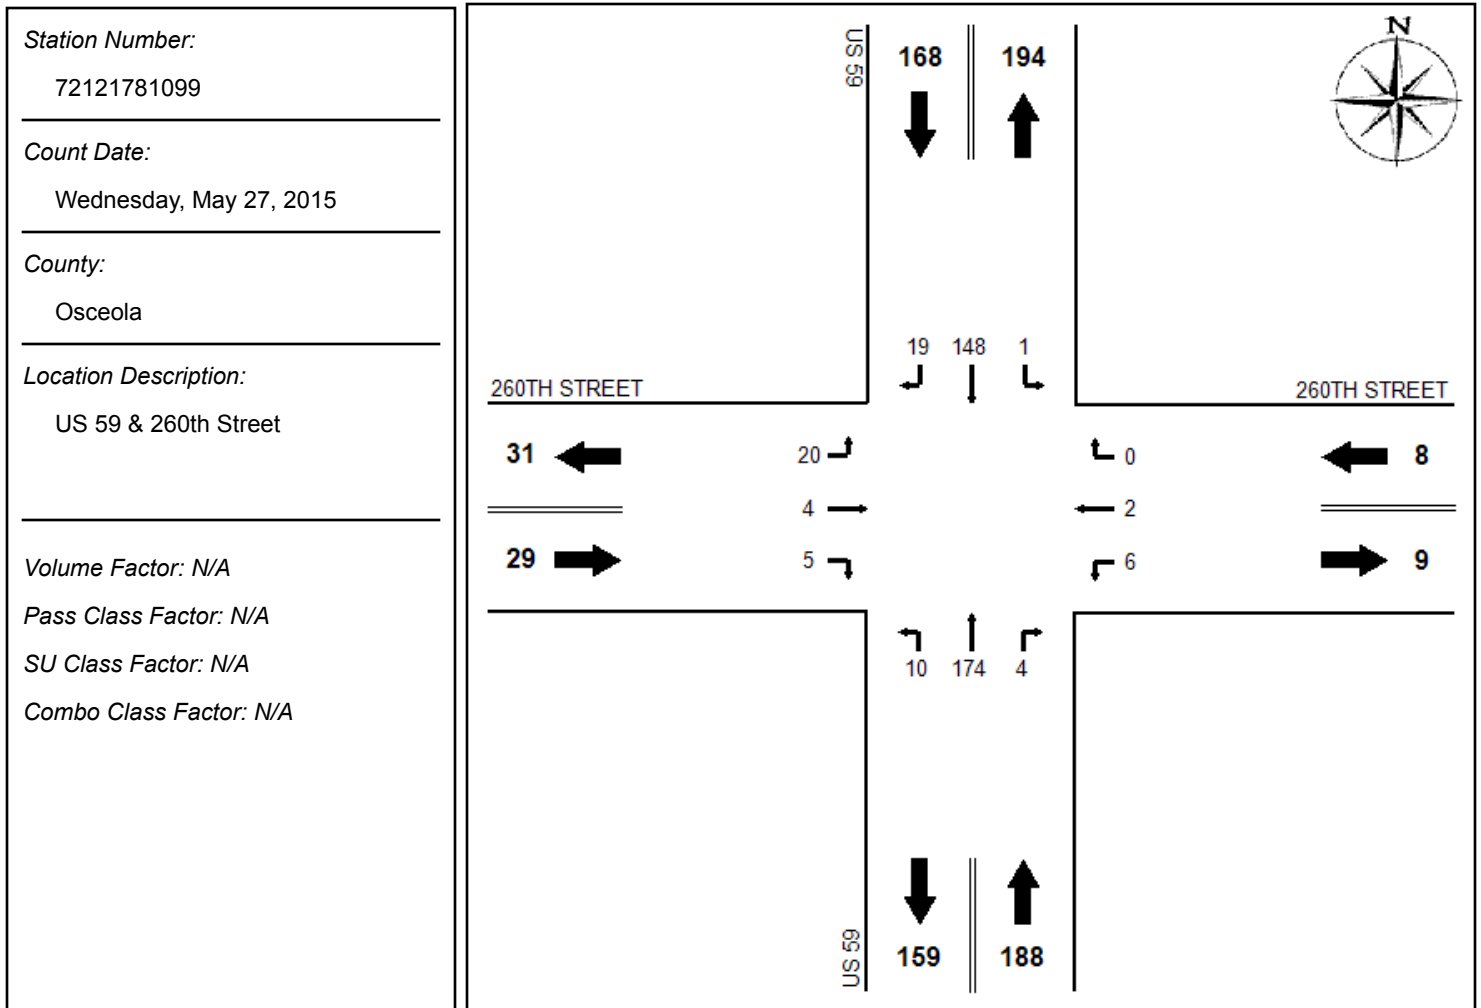 Station Number:
72121781099
Count Date:
Wednesday, May 27, 2015
County:
Osceola
Location Description:
US 59 & 260th Street
Volume Factor: N/A
Pass Class Factor: N/A
SU Class Factor: N/A
Combo Class Factor: N/A
N
US 59
168 194
19 148 1
260TH STREET
260TH STREET
31 20 0 8
4 2
29 5 6 9
10 174 4
US 59
159 188